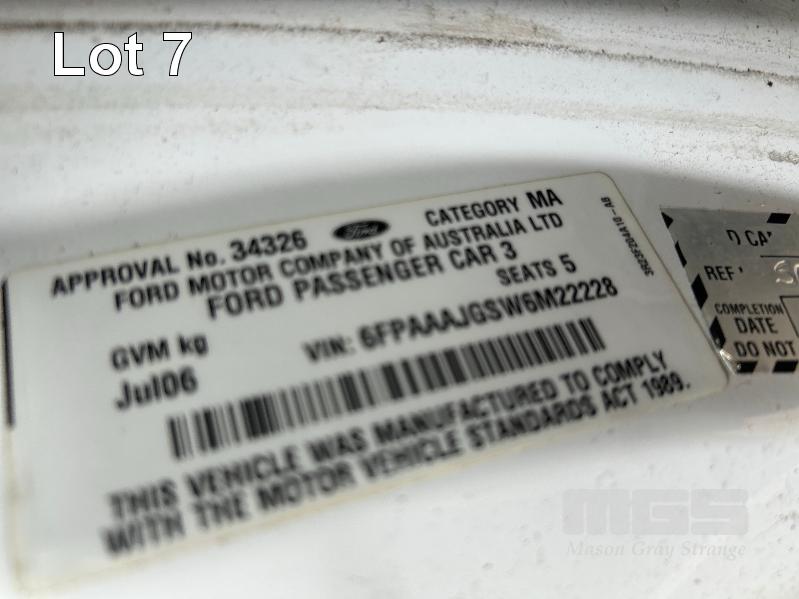 Lot 7
APPROVAL No. 34326 Ford CATEGORY MA
FORD MOTOR COMPANY OF AUSTRALIA LTD
FORD PASSENGER CAR 3
SEATS 5
GVM kg
VIN: 6FPAAAJGSW6M22228
Jul06
THIS VEHICLE WAS MANUFACTURED TO COMPLY
WITH THE MOTOR VEHICLE STANDARDS ACT 1989.
REF
COMPLETION
DATE
DO NOT
MGS
Mason Gray Strange